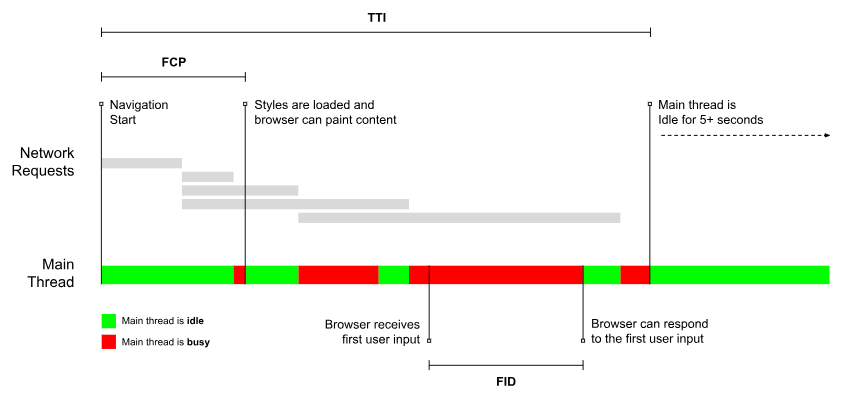 TTI
FCP
Navigation
Start
Styles are loaded and
browser can paint content
Main thread is
Idle for 5+ seconds
Network
Requests
Main
Thread
Main thread is idle
Main thread is busy
Browser receives
first user input
Browser can respond
to the first user input
FID